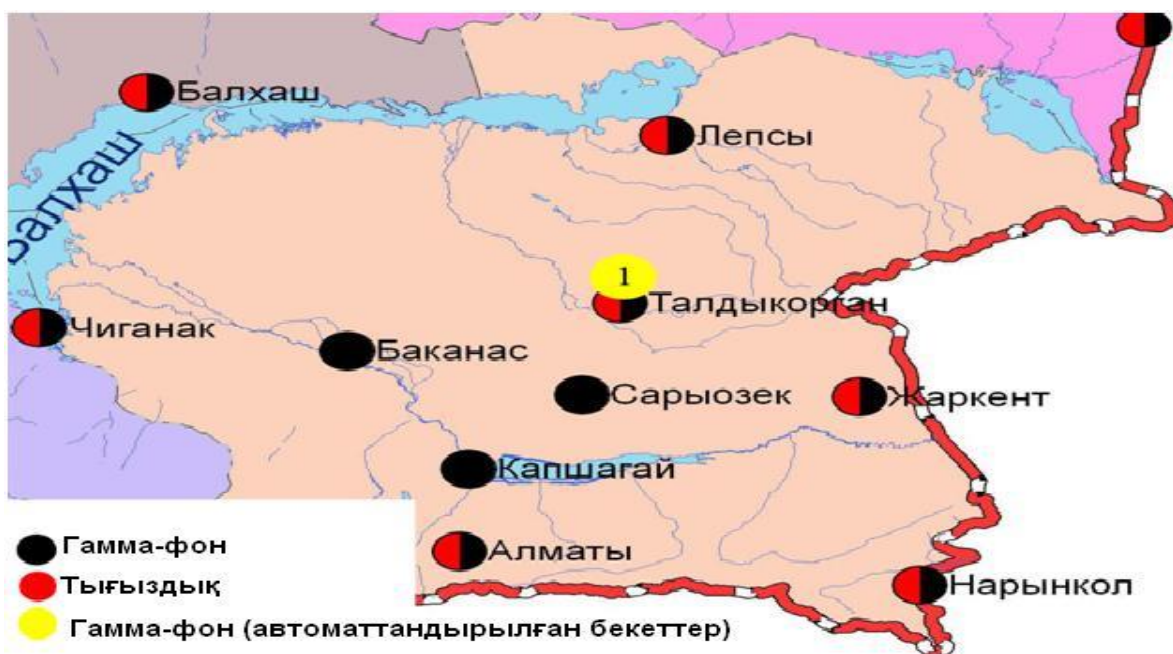 Балхаш
Лепсы
Балхаш
1
Талдыкорган
Чиганак
Баканас
Сарыозек
Жаркент
Капшагай
Гамма-фон
Алматы
Тығыздық
Нарынкол
Гамма-фон (автоматтандырылған бекеттер)